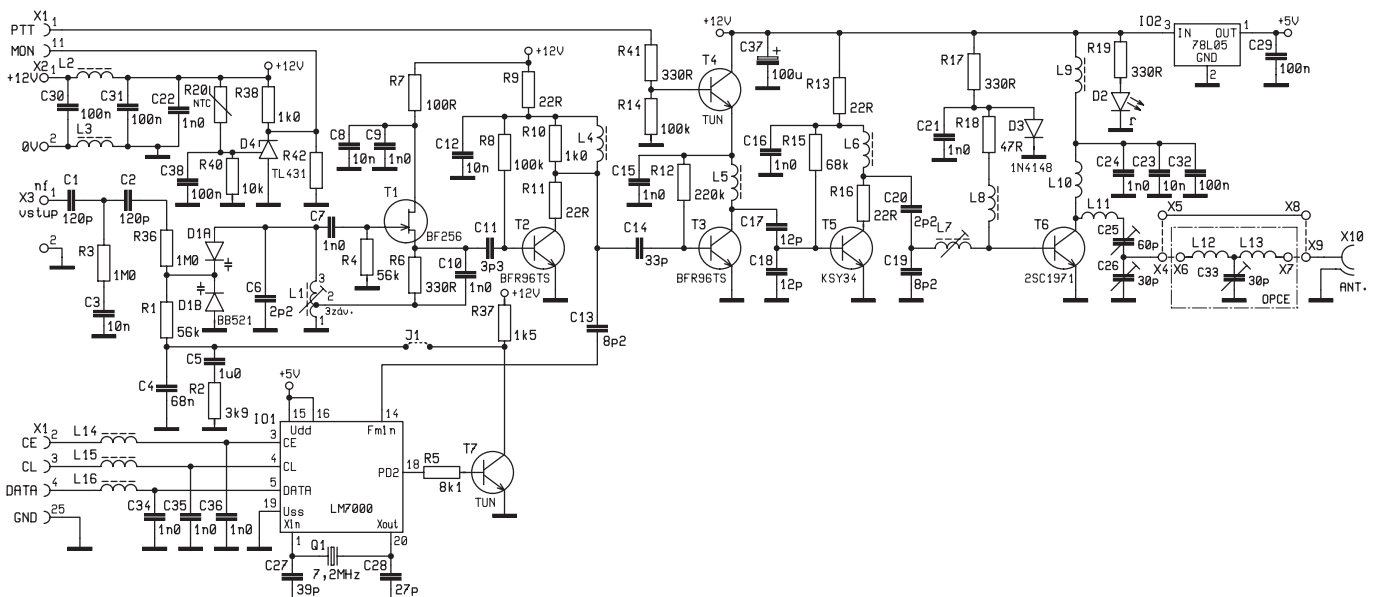 X1
PTT
1
MON
11
X2
1
L2
+12V
C30
100n
C31
100n
C22
1n0
R20
NTC
R38
1k0
+12V
L3
0V
2
D4
TL431
R42
C38
100n
R40
10k
X3
nf
1
vstup
2
C1
120p
C2
120p
R3
1M0
C3
10n
R36
1M0
R1
56k
D1A
D1B
BB521
C6
2p2
C7
1n0
L1
3
2
3záv.
1
R4
56k
T1
BF256
R6
330R
R7
100R
C8
10n
C9
1n0
C10
1n0
C11
3p3
C12
10n
R8
100k
R9
22R
+12V
R10
1k0
R11
22R
L4
T2
BFR96TS
C13
8p2
+12V
R37
1k5
J1
C4
68n
C5
1u0
R2
3k9
+5V
IO1
15
16
14
Udd
FmIn
X1
CE
2
L14
3
CE
CL
3
L15
4
CL
DATA
4
L16
5
DATA
GND
25
19
Uss
XIn
Xout
LM7000
PD2
18
R5
8k1
T7
TUN
C34
1n0
C35
1n0
C36
1n0
1
20
Q1
7,2MHz
C27
39p
C28
27p
R41
330R
R14
100k
T4
TUN
+12V
C37
+
100u
C14
33p
C15
1n0
R12
220k
L5
T3
BFR96TS
C16
1n0
R13
22R
R15
68k
L6
R16
22R
C17
12p
C18
12p
T5
KSY34
C20
2p2
C19
8p2
L7
C21
1n0
R17
330R
R18
47R
D3
1N4148
L8
L9
L10
T6
2SC1971
R19
330R
D2
C24
1n0
C23
10n
C32
100n
IO2
3
IN
OUT
1
78L05
GND
2
+5V
C29
100n
L11
C25
60p
C26
30p
X5
X8
X4
X6
L12
L13
C33
30p
X7
X9
OPCE
X10
ANT.